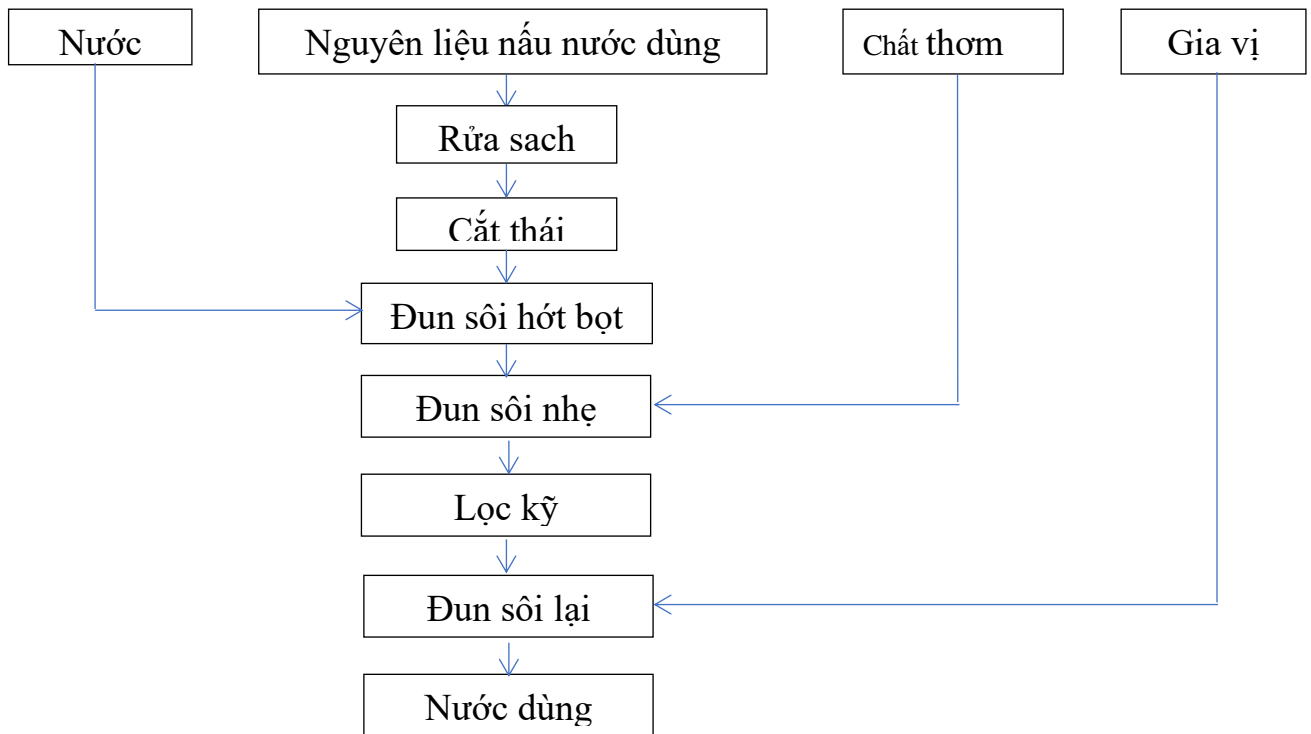 Nước
Nguyên liệu nấu nước dùng
Chất thơm
Gia vị
Rửa sach
Cắt thái
Đun sôi hớt bọt
Đun sôi nhẹ
Lọc kỹ
Đun sôi lại
Nước dùng